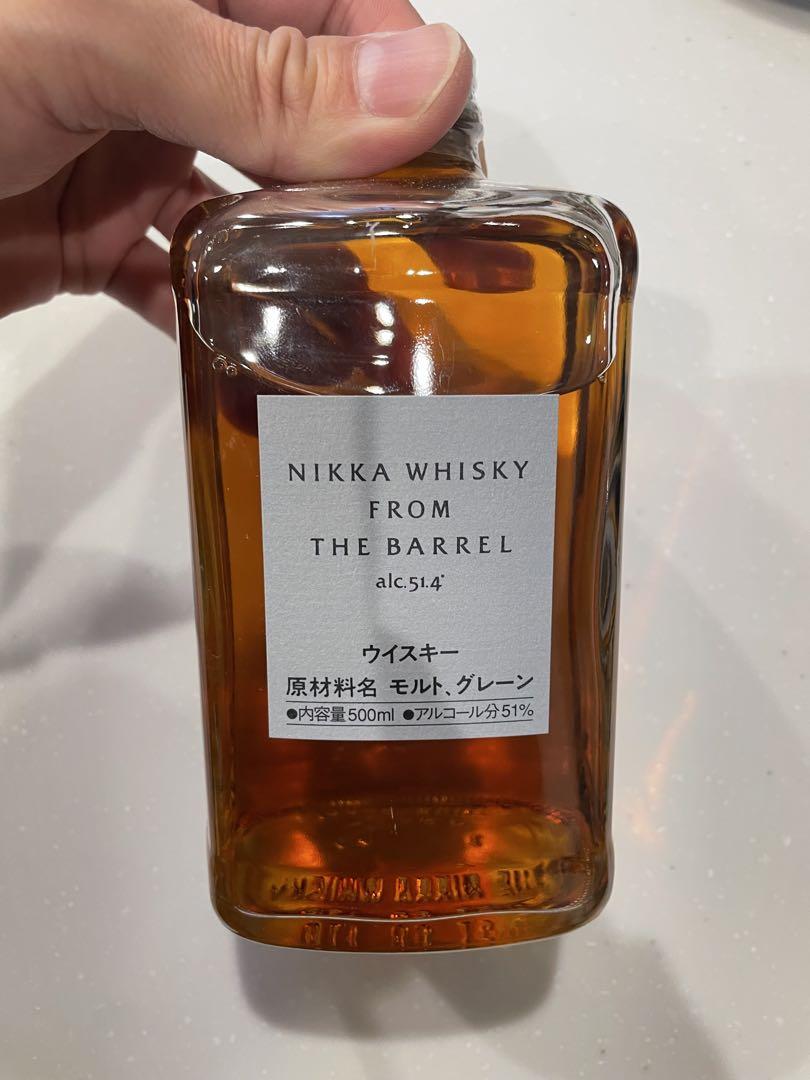 NIKKA WHISKY
FROM
THE BARREL
alc.51.4°
ウイスキー
原材料名 モルト、グレーン
●内容量500ml ●アルコール分51%